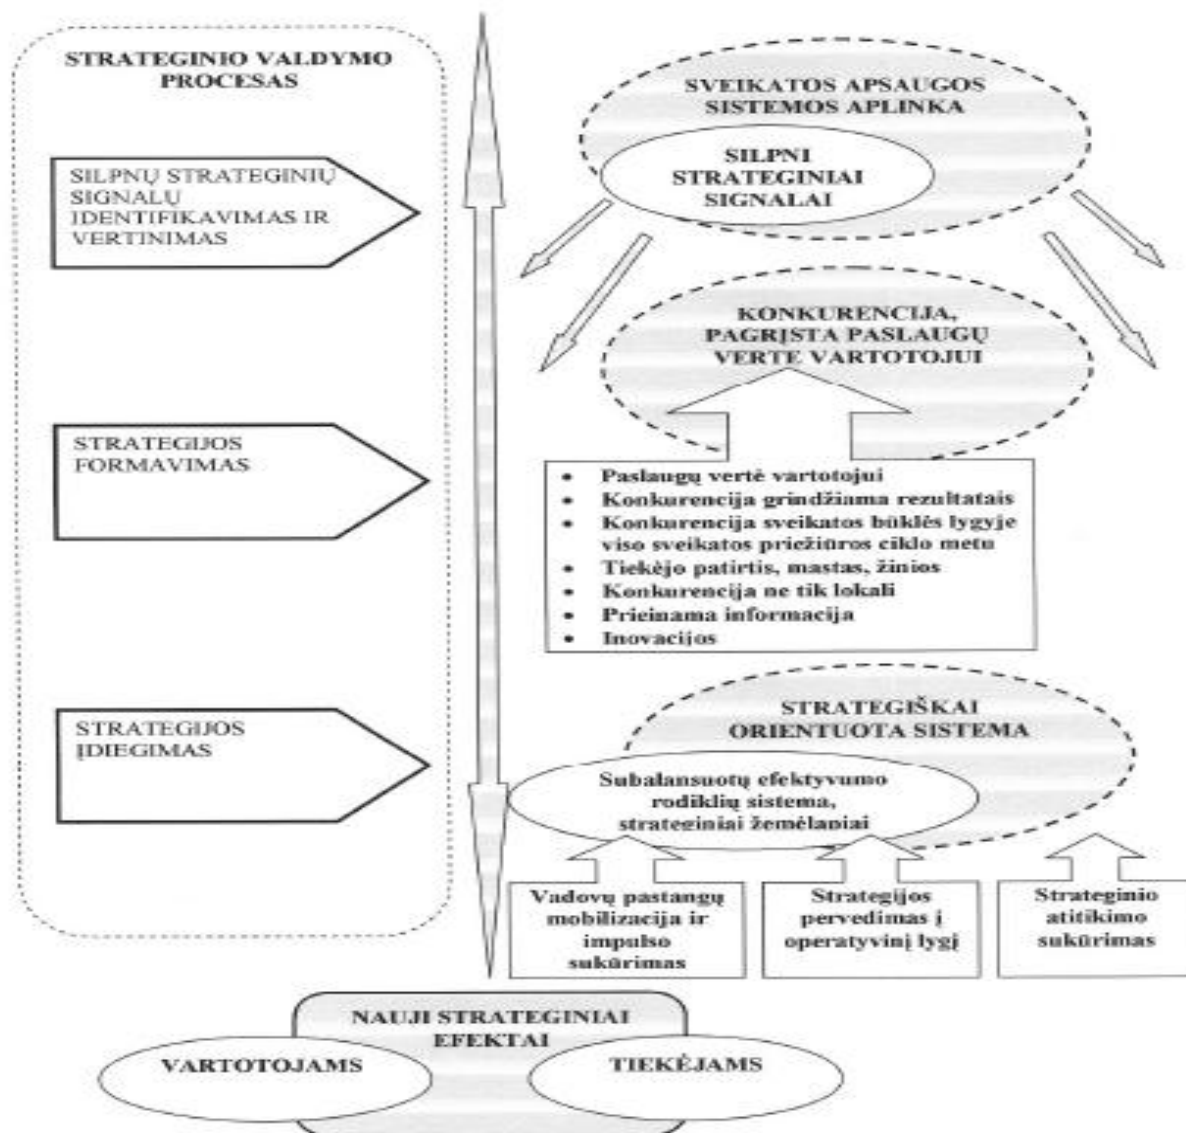 STRATEGINIO VALDYMO
PROCESAS
SILPNŲ STRATEGINIŲ
SIGNALŲ
IDENTIFIKAVIMAS IR
VERTINIMAS
STRATEGIJOS
FORMAVIMAS
STRATEGIJOS
ĮDIEGIMAS
SVEIKATOS APSAUGOS
SISTEMOS APLINKA
SILPNI
STRATEGINIAI
SIGNALAI
KONKURENCIJA,
PAGRĮSTA PASLAUGŲ
VERTE VARTOTOJUI
• Paslaugų vertė vartotojui
• Konkurencija grindžiama rezultatais
• Konkurencija sveikatos būklės lygyje
viso sveikatos priežiūros ciklo metu
• Tiekėjo patirtis, mastas, žinios
• Konkurencija ne tik lokali
• Prieinama informacija
• Inovacijos
STRATEGIŠKAI
ORIENTUOTA SISTEMA
Subalansuotų efektyvumo
rodiklių sistema,
strateginiai žemėlapiai
Vadovų pastangų
mobilizacija ir
impulso
sukūrimas
Strategijos
pervedimas į
operatyvinį lygį
Strateginio
atitikimo
sukūrimas
NAUJI STRATEGINIAI
EFEKTAI
VARTOTOJAMS
TIEKĖJAMS